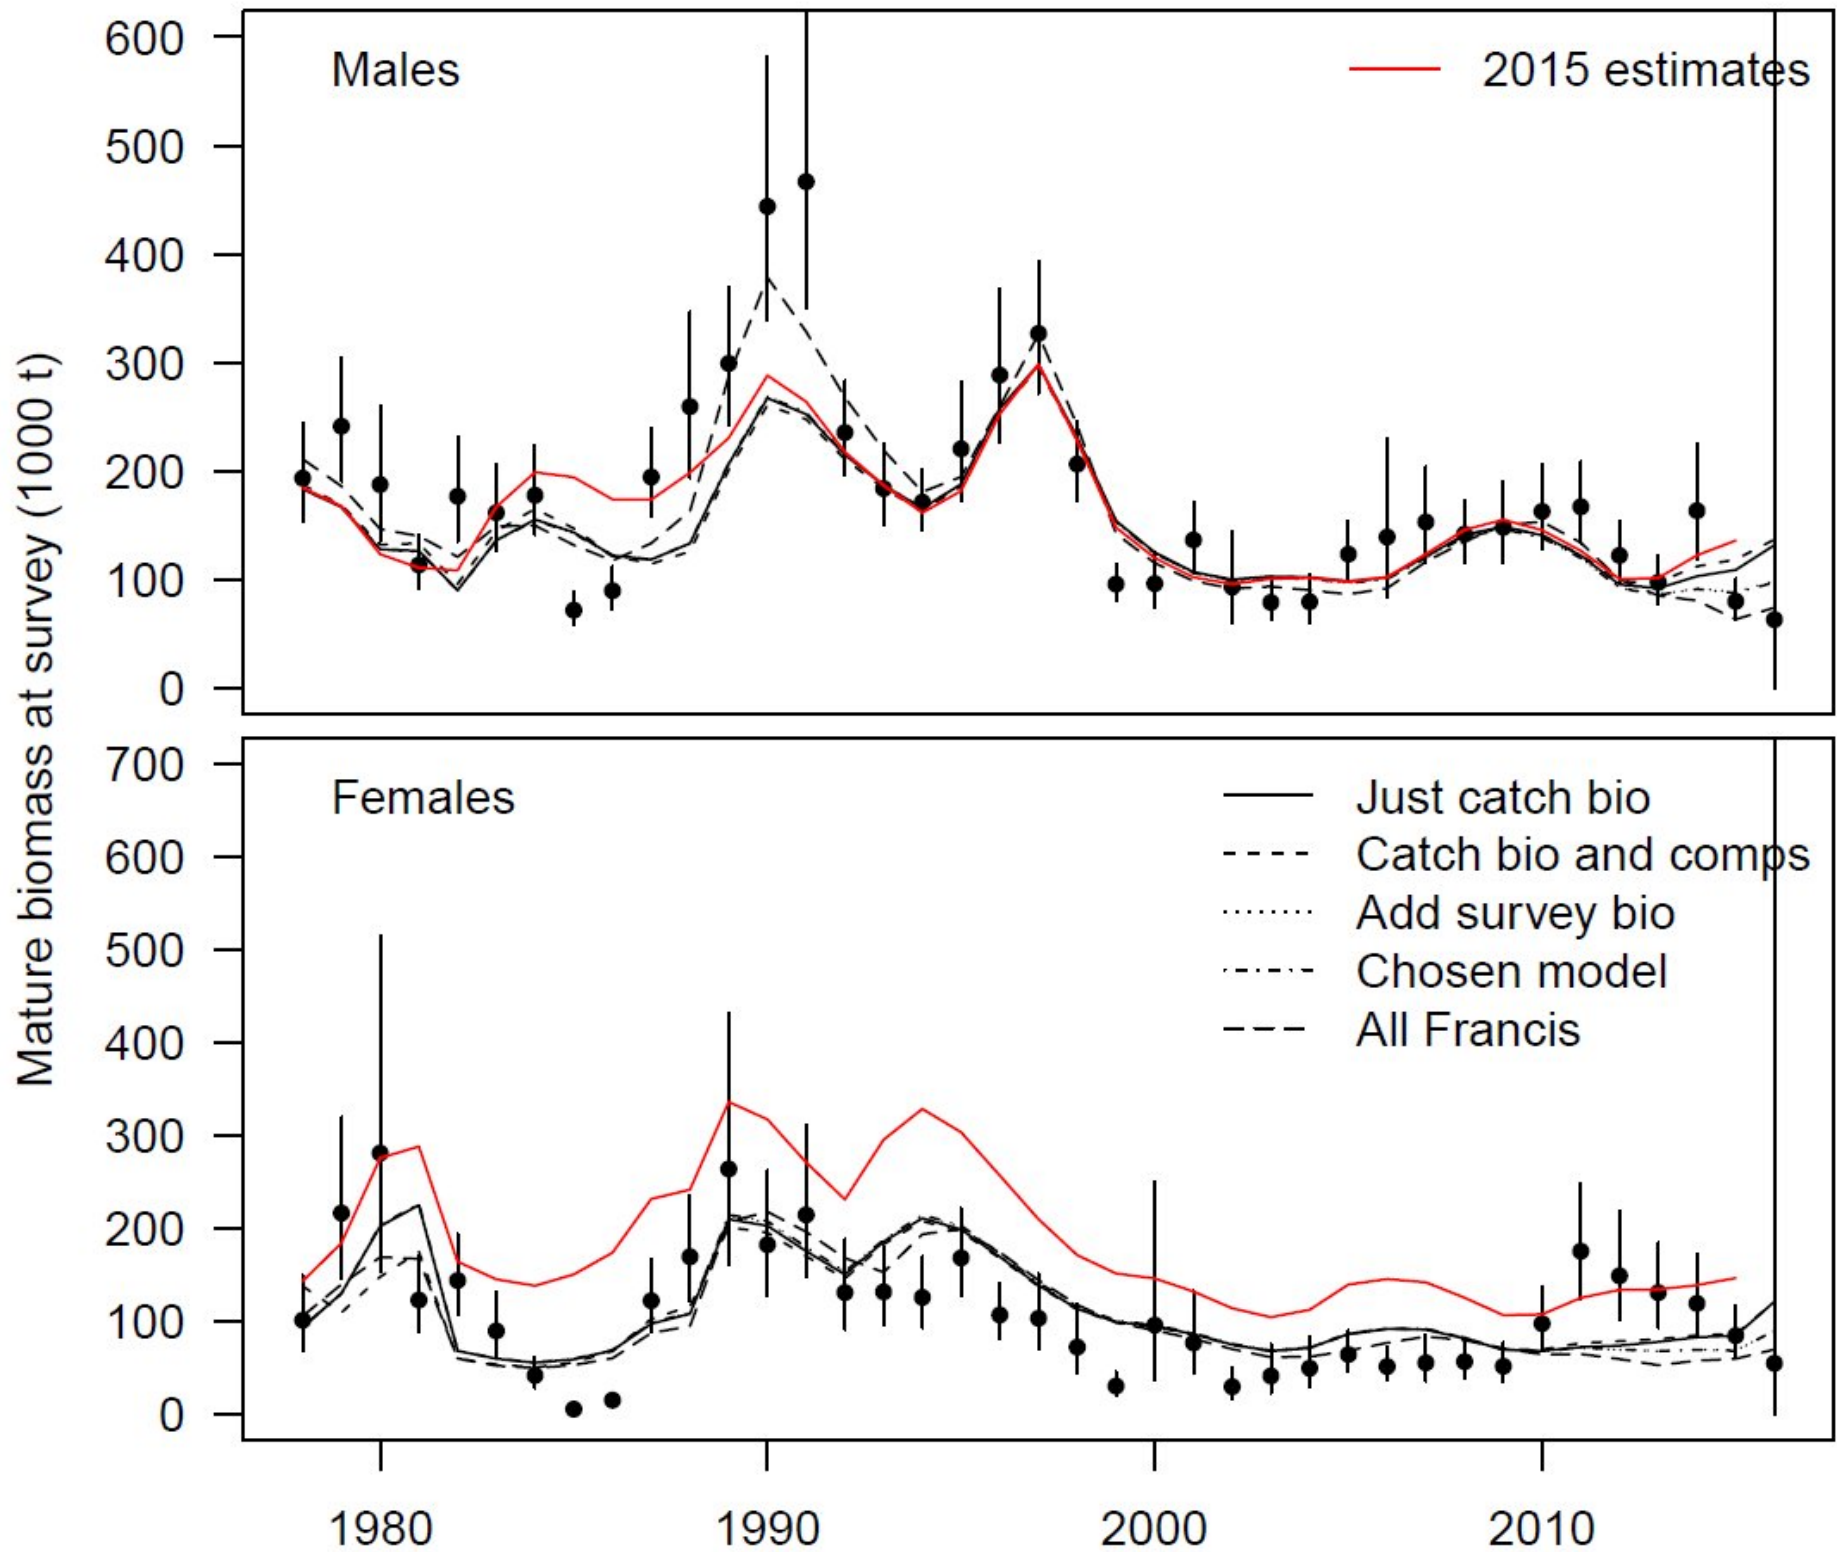 Mature biomass at survey (1000 t)
Males
2015 estimates
600
500
400
300
200
100
0
Females
700
600
500
400
300
200
100
0
Just catch bio
Catch bio and comps
Add survey bio
Chosen model
All Francis
1980
1990
2000
2010